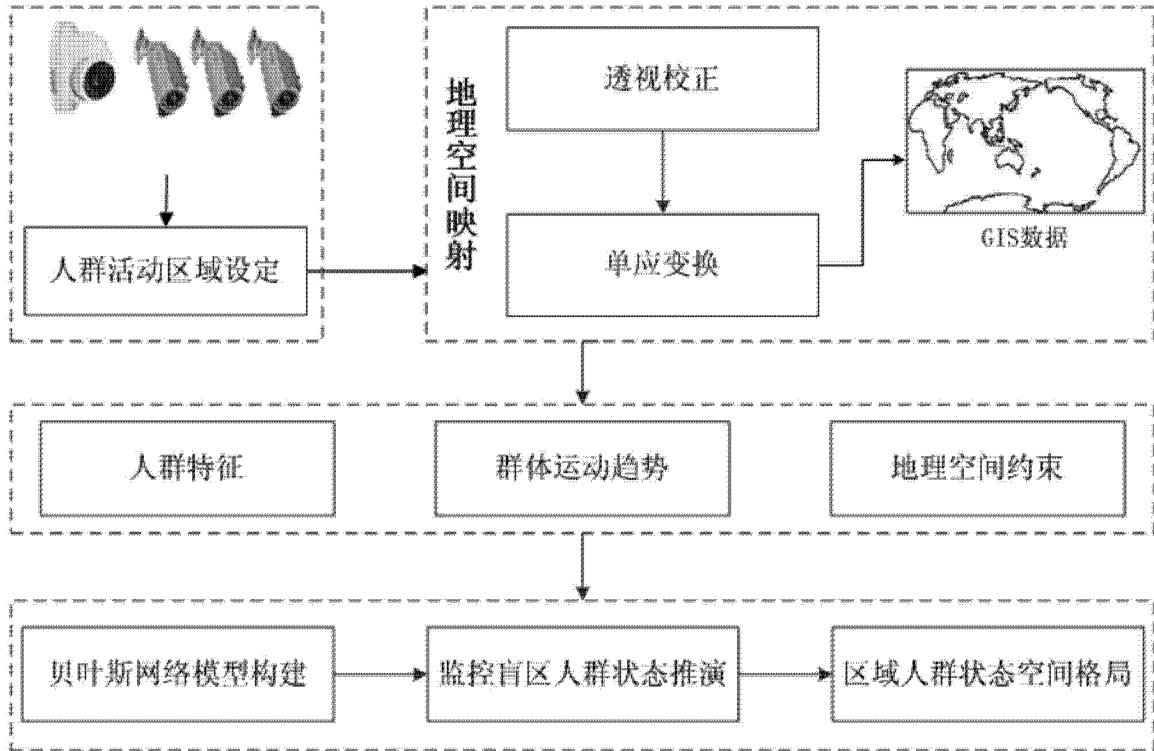 人群活动区域设定
地理空间映射
透视校正
单应变换
GIS数据
人群特征
群体运动趋势
地理空间约束
贝叶斯网络模型构建
监控盲区人群状态推演
区域人群状态空间格局